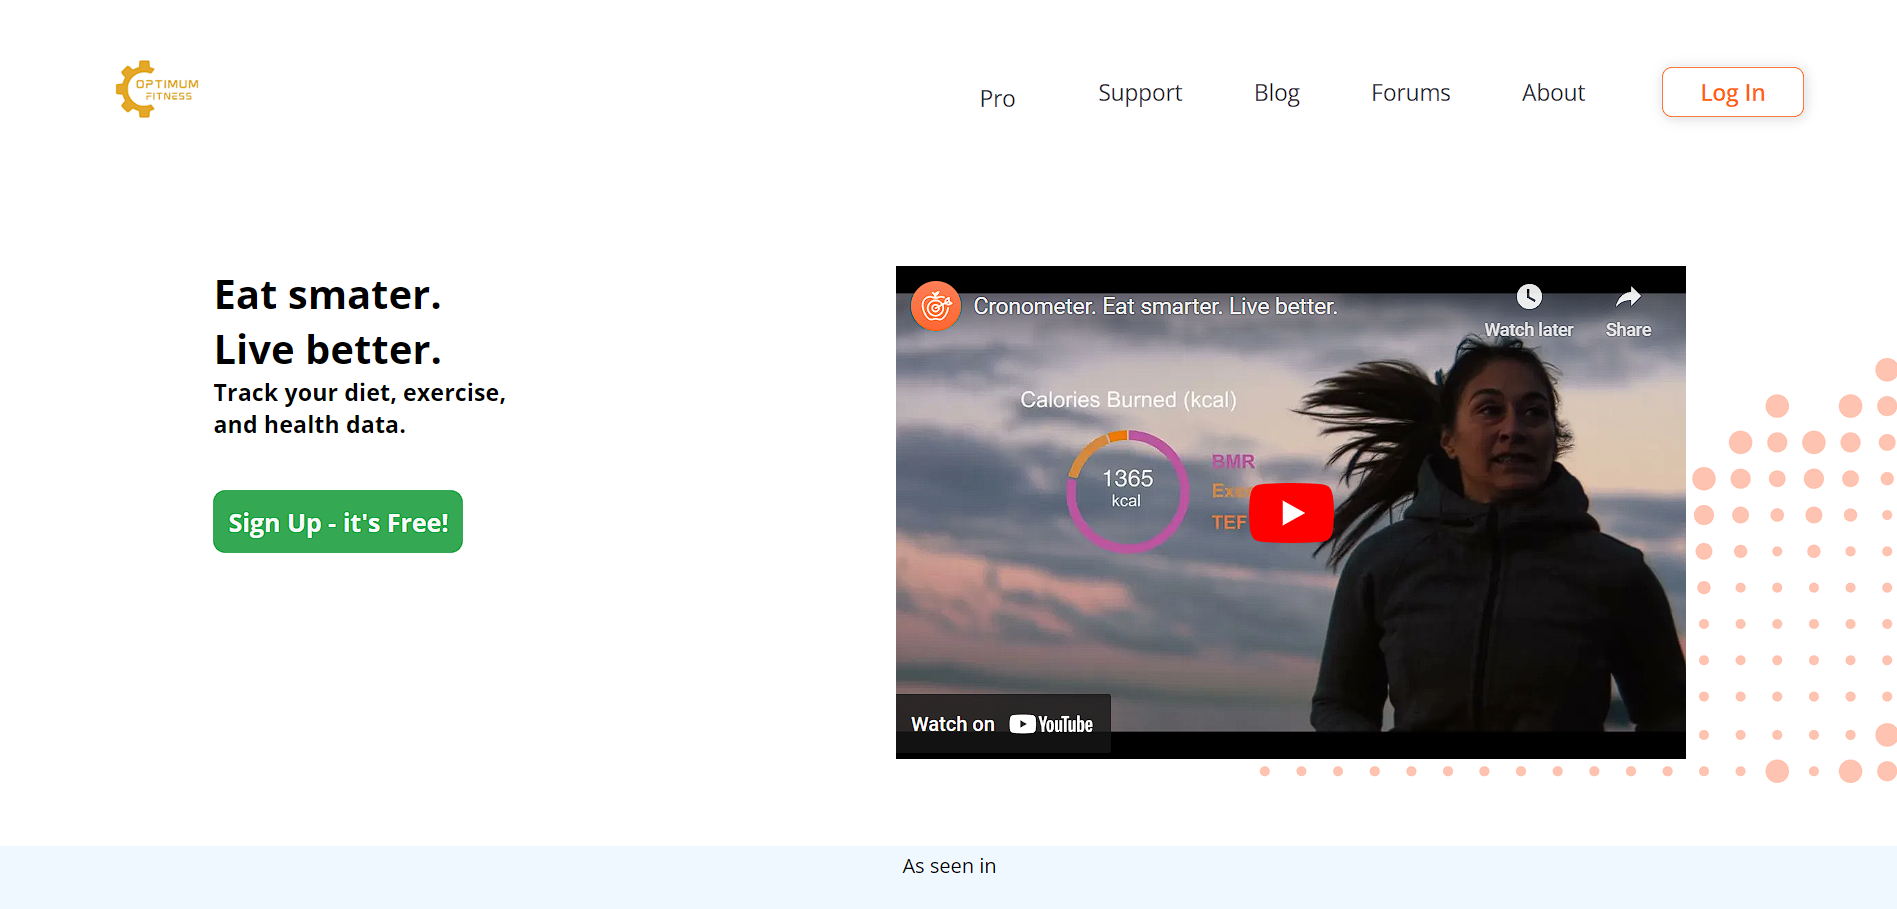 OPTIMUM
FITNESS
Pro
Support
Blog
Forums
About
Log In
Eat smater.
Live better.
Track your diet, exercise,
and health data.
Sign Up - it's Free!
Cronometer. Eat smarter. Live better.
Watch later
Share
Calories Burned (kcal)
1365
kcal
BMR
TEF
Watch on YouTube
As seen in